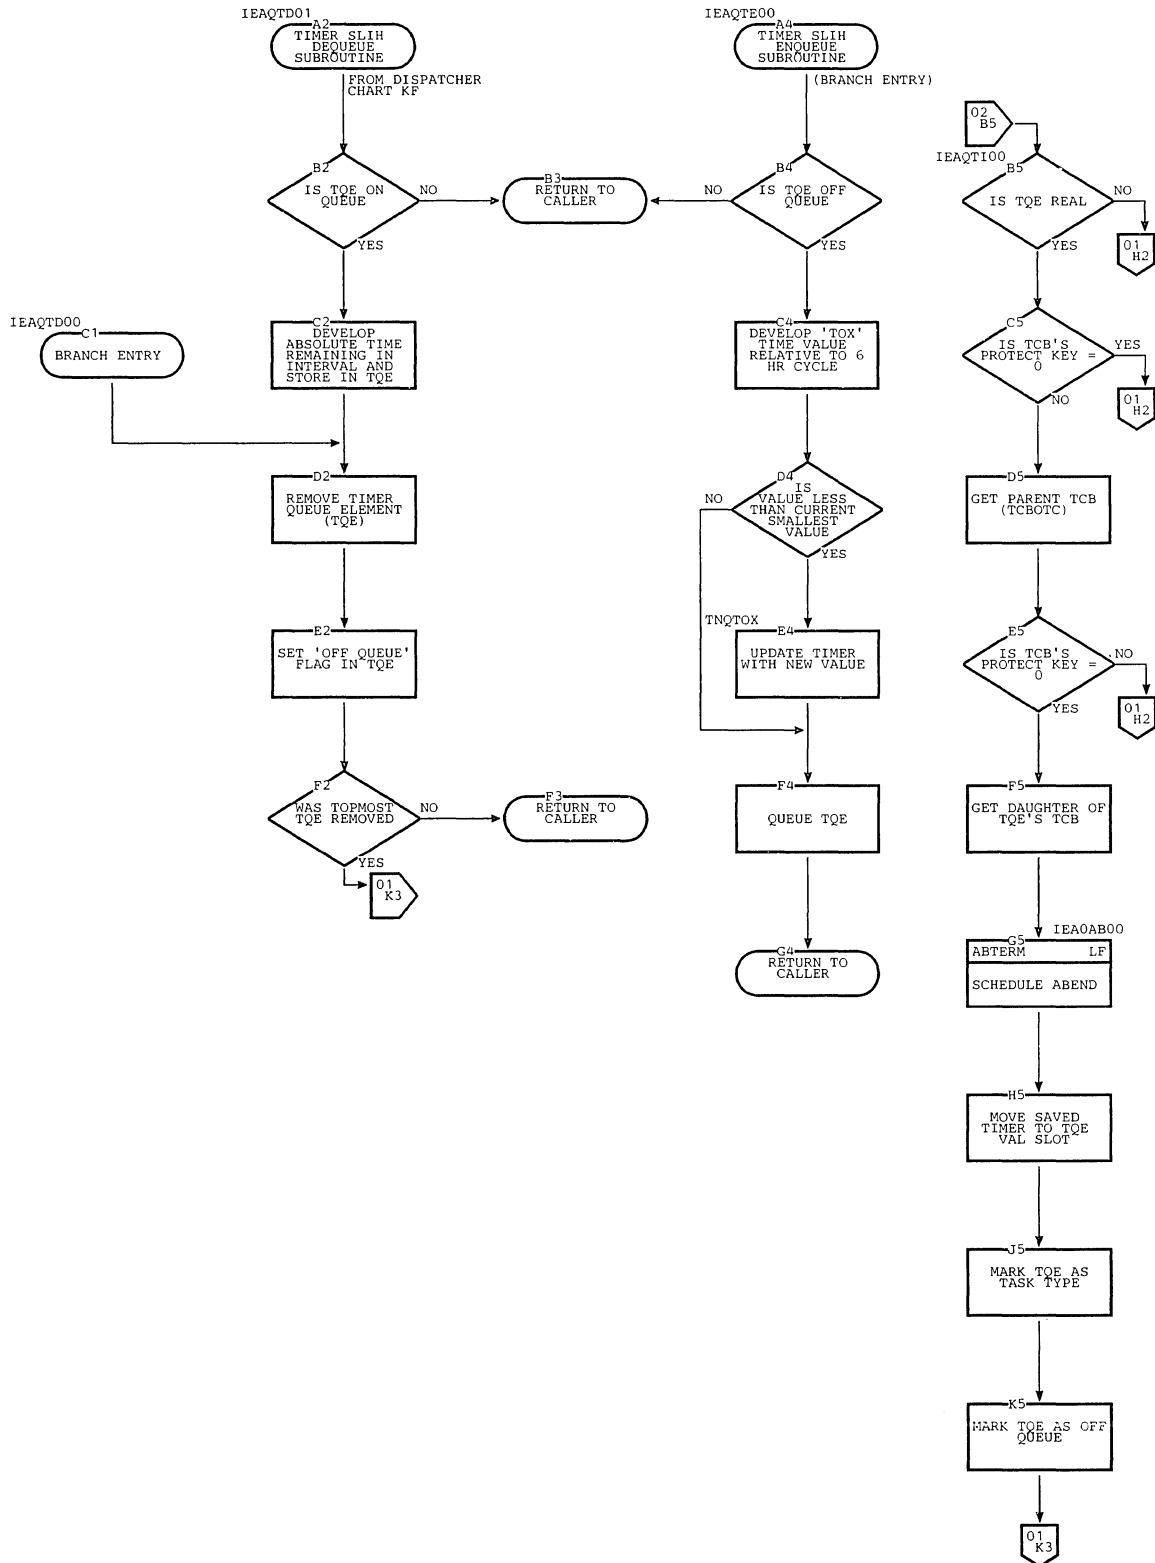 IEAQTD01
A2
TIMER SLIH
DEQUEUE
SUBROUTINE
FROM DISPATCHER
CHART KF
B2
IS TQE ON
QUEUE
NO
YES
B3
RETURN TO
CALLER
C2
DEVELOP
ABSOLUTE TIME
REMAINING IN
INTERVAL AND
STORE IN TQE
IEAQTD00
C1
BRANCH ENTRY
D2
REMOVE TIMER
QUEUE ELEMENT
(TQE)
E2
SET 'OFF QUEUE'
FLAG IN TQE
F2
WAS TOPMOST
TQE REMOVED
NO
YES
F3
RETURN TO
CALLER
01
K3
IEAQTE00
A4
TIMER SLIH
ENQUEUE
SUBROUTINE
(BRANCH ENTRY)
B4
IS TQE OFF
QUEUE
NO
YES
C4
DEVELOP 'TOX'
TIME VALUE
RELATIVE TO 6
HR CYCLE
D4
IS
VALUE LESS
THAN CURRENT
SMALLEST
VALUE
NO
YES
TNQTOX
E4
UPDATE TIMER
WITH NEW VALUE
F4
QUEUE TQE
G4
RETURN TO
CALLER
02
B5
IEAQTI00
B5
IS TQE REAL
NO
01
H2
YES
C5
IS TCB'S
PROTECT KEY =
0
YES
01
H2
NO
D5
GET PARENT TCB
(TCBOTC)
E5
IS TCB'S
PROTECT KEY =
0
NO
01
H2
YES
F5
GET DAUGHTER OF
TQE'S TCB
IEA0AB00
G5
ABTERM LF
SCHEDULE ABEND
H5
MOVE SAVED
TIMER TO TQE
VAL SLOT
J5
MARK TQE AS
TASK TYPE
K5
MARK TQE AS OFF
QUEUE
01
K3